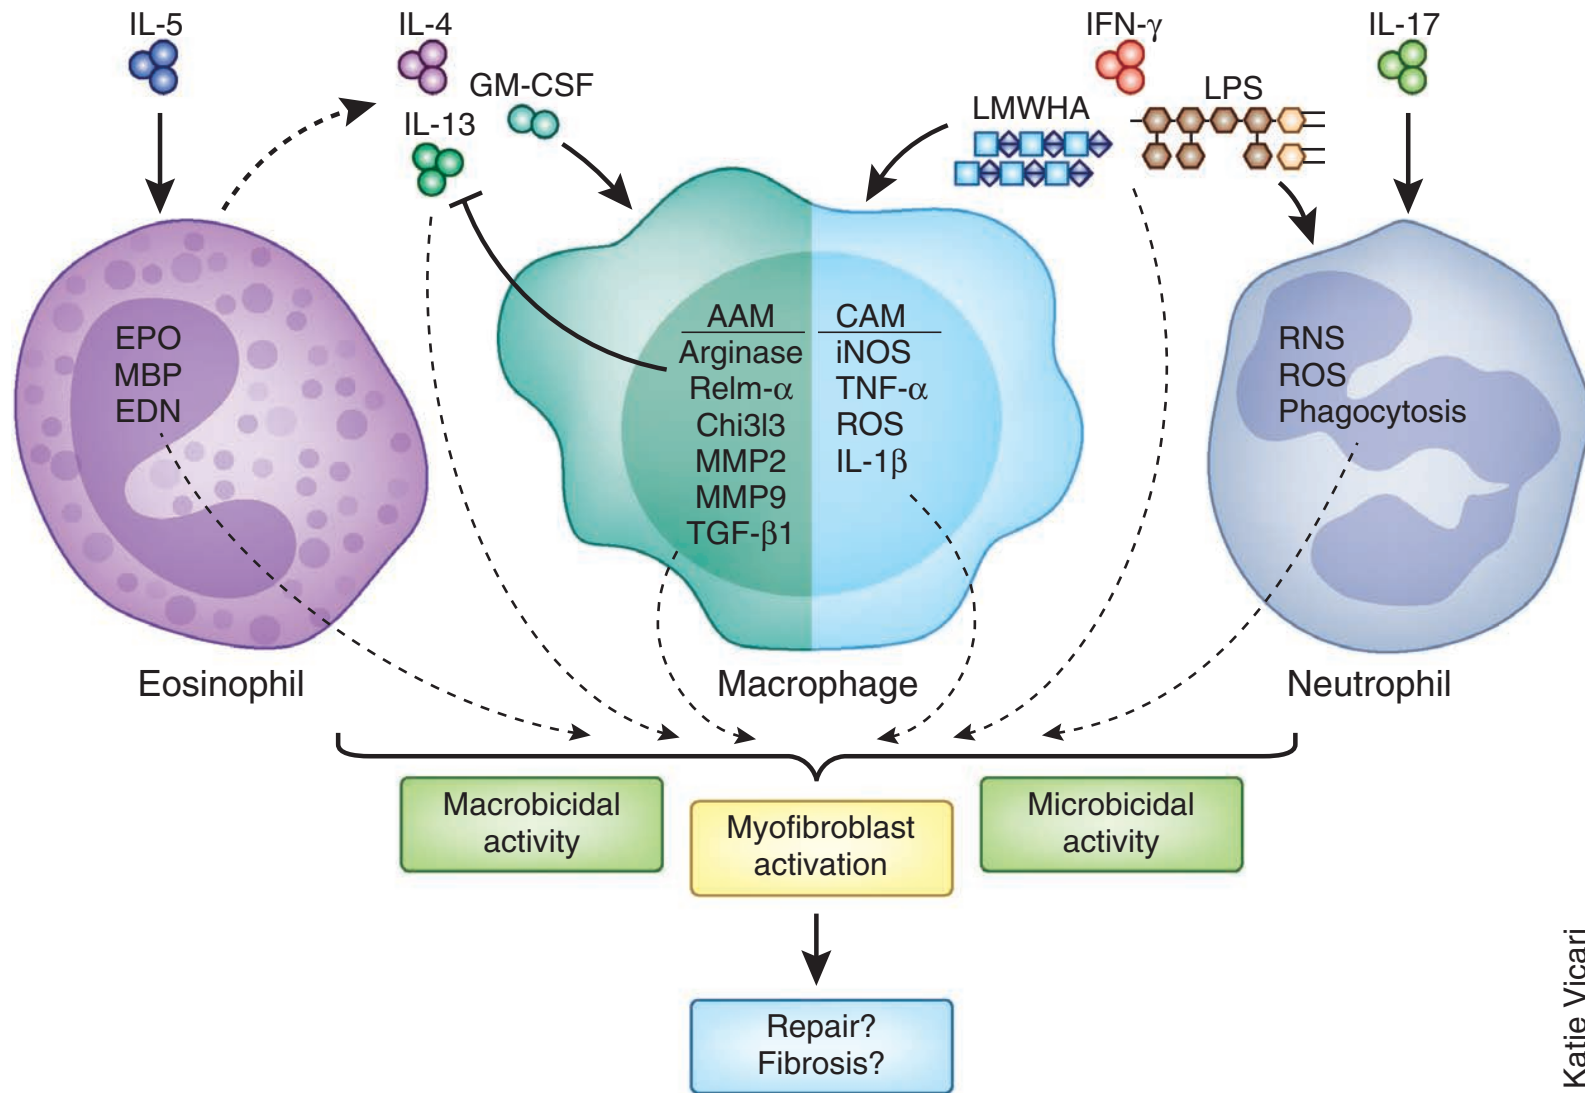 IL-5
IL-4
GM-CSF
IL-13
IFN-γ
IL-17
LMWHA
LPS
EPO
MBP
EDN
AAM
Arginase
Relm-α
Chi3l3
MMP2
MMP9
TGF-β1
CAM
iNOS
TNF-α
ROS
IL-1β
RNS
ROS
Phagocytosis
Eosinophil
Macrophage
Neutrophil
Macrobicidal
activity
Myofibroblast
activation
Microbicidal
activity
Repair?
Fibrosis?
Katie Vicari